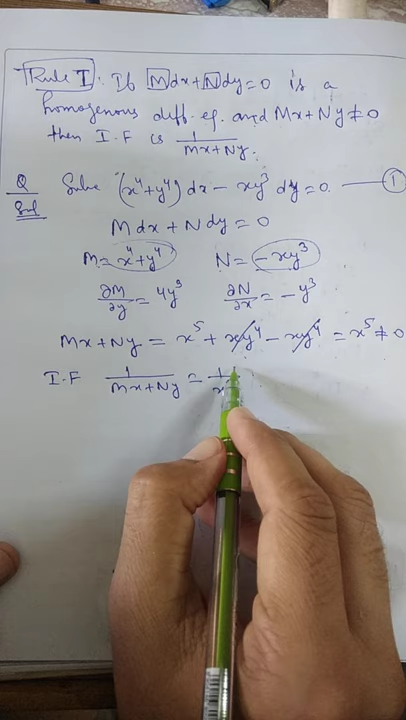 Rule I: If Mdx+Ndy=0 is a
homogenous diff. eq. and Mx+Ny≠0
then I.F is 1/(Mx+Ny).
Q Solve (x⁴+y⁴)dx - xy³ dy=0. — ①
Sol Mdx + Ndy = 0
M = x⁴+y⁴ N = -xy³
∂M/∂y = 4y³ ∂N/∂x = -y³
Mx+Ny = x⁵ + xy⁴ - xy⁴ = x⁵ ≠ 0
I.F 1/(Mx+Ny) = 1/x